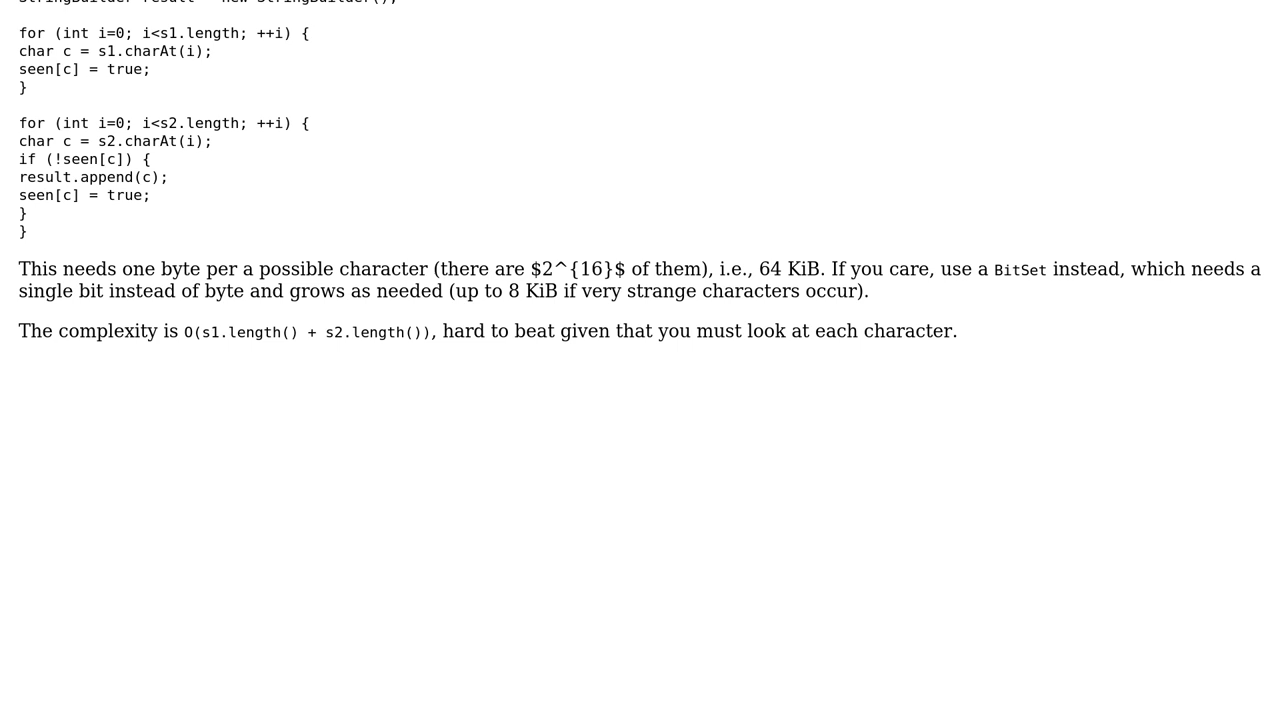 StringBuilder result = new StringBuilder();
for (int i=0; i<s1.length; ++i) {
char c = s1.charAt(i);
seen[c] = true;
}
for (int i=0; i<s2.length; ++i) {
char c = s2.charAt(i);
if (!seen[c]) {
result.append(c);
seen[c] = true;
}
}
This needs one byte per a possible character (there are $2^{16}$ of them), i.e., 64 KiB. If you care, use a BitSet instead, which needs a
single bit instead of byte and grows as needed (up to 8 KiB if very strange characters occur).
The complexity is O(s1.length() + s2.length()), hard to beat given that you must look at each character.